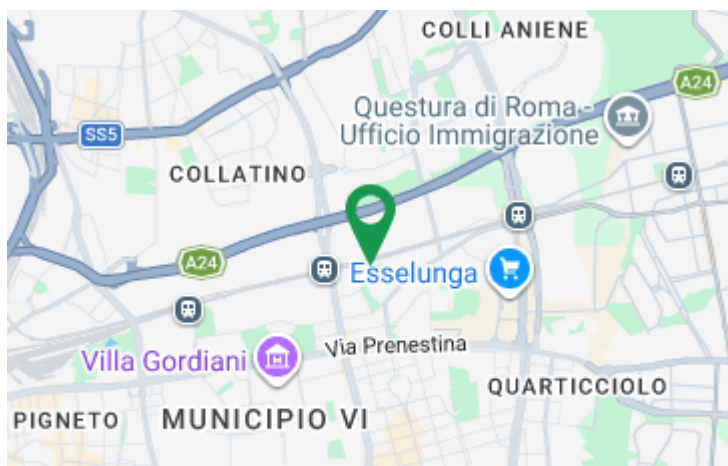 COLLI ANIENE
A24
Questura di Roma -
Ufficio Immigrazione
SS5
COLLATINO
A24
Esselunga
Via Prenestina
Villa Gordiani
QUARTICCIOLO
PIGNETO
MUNICIPIO VI